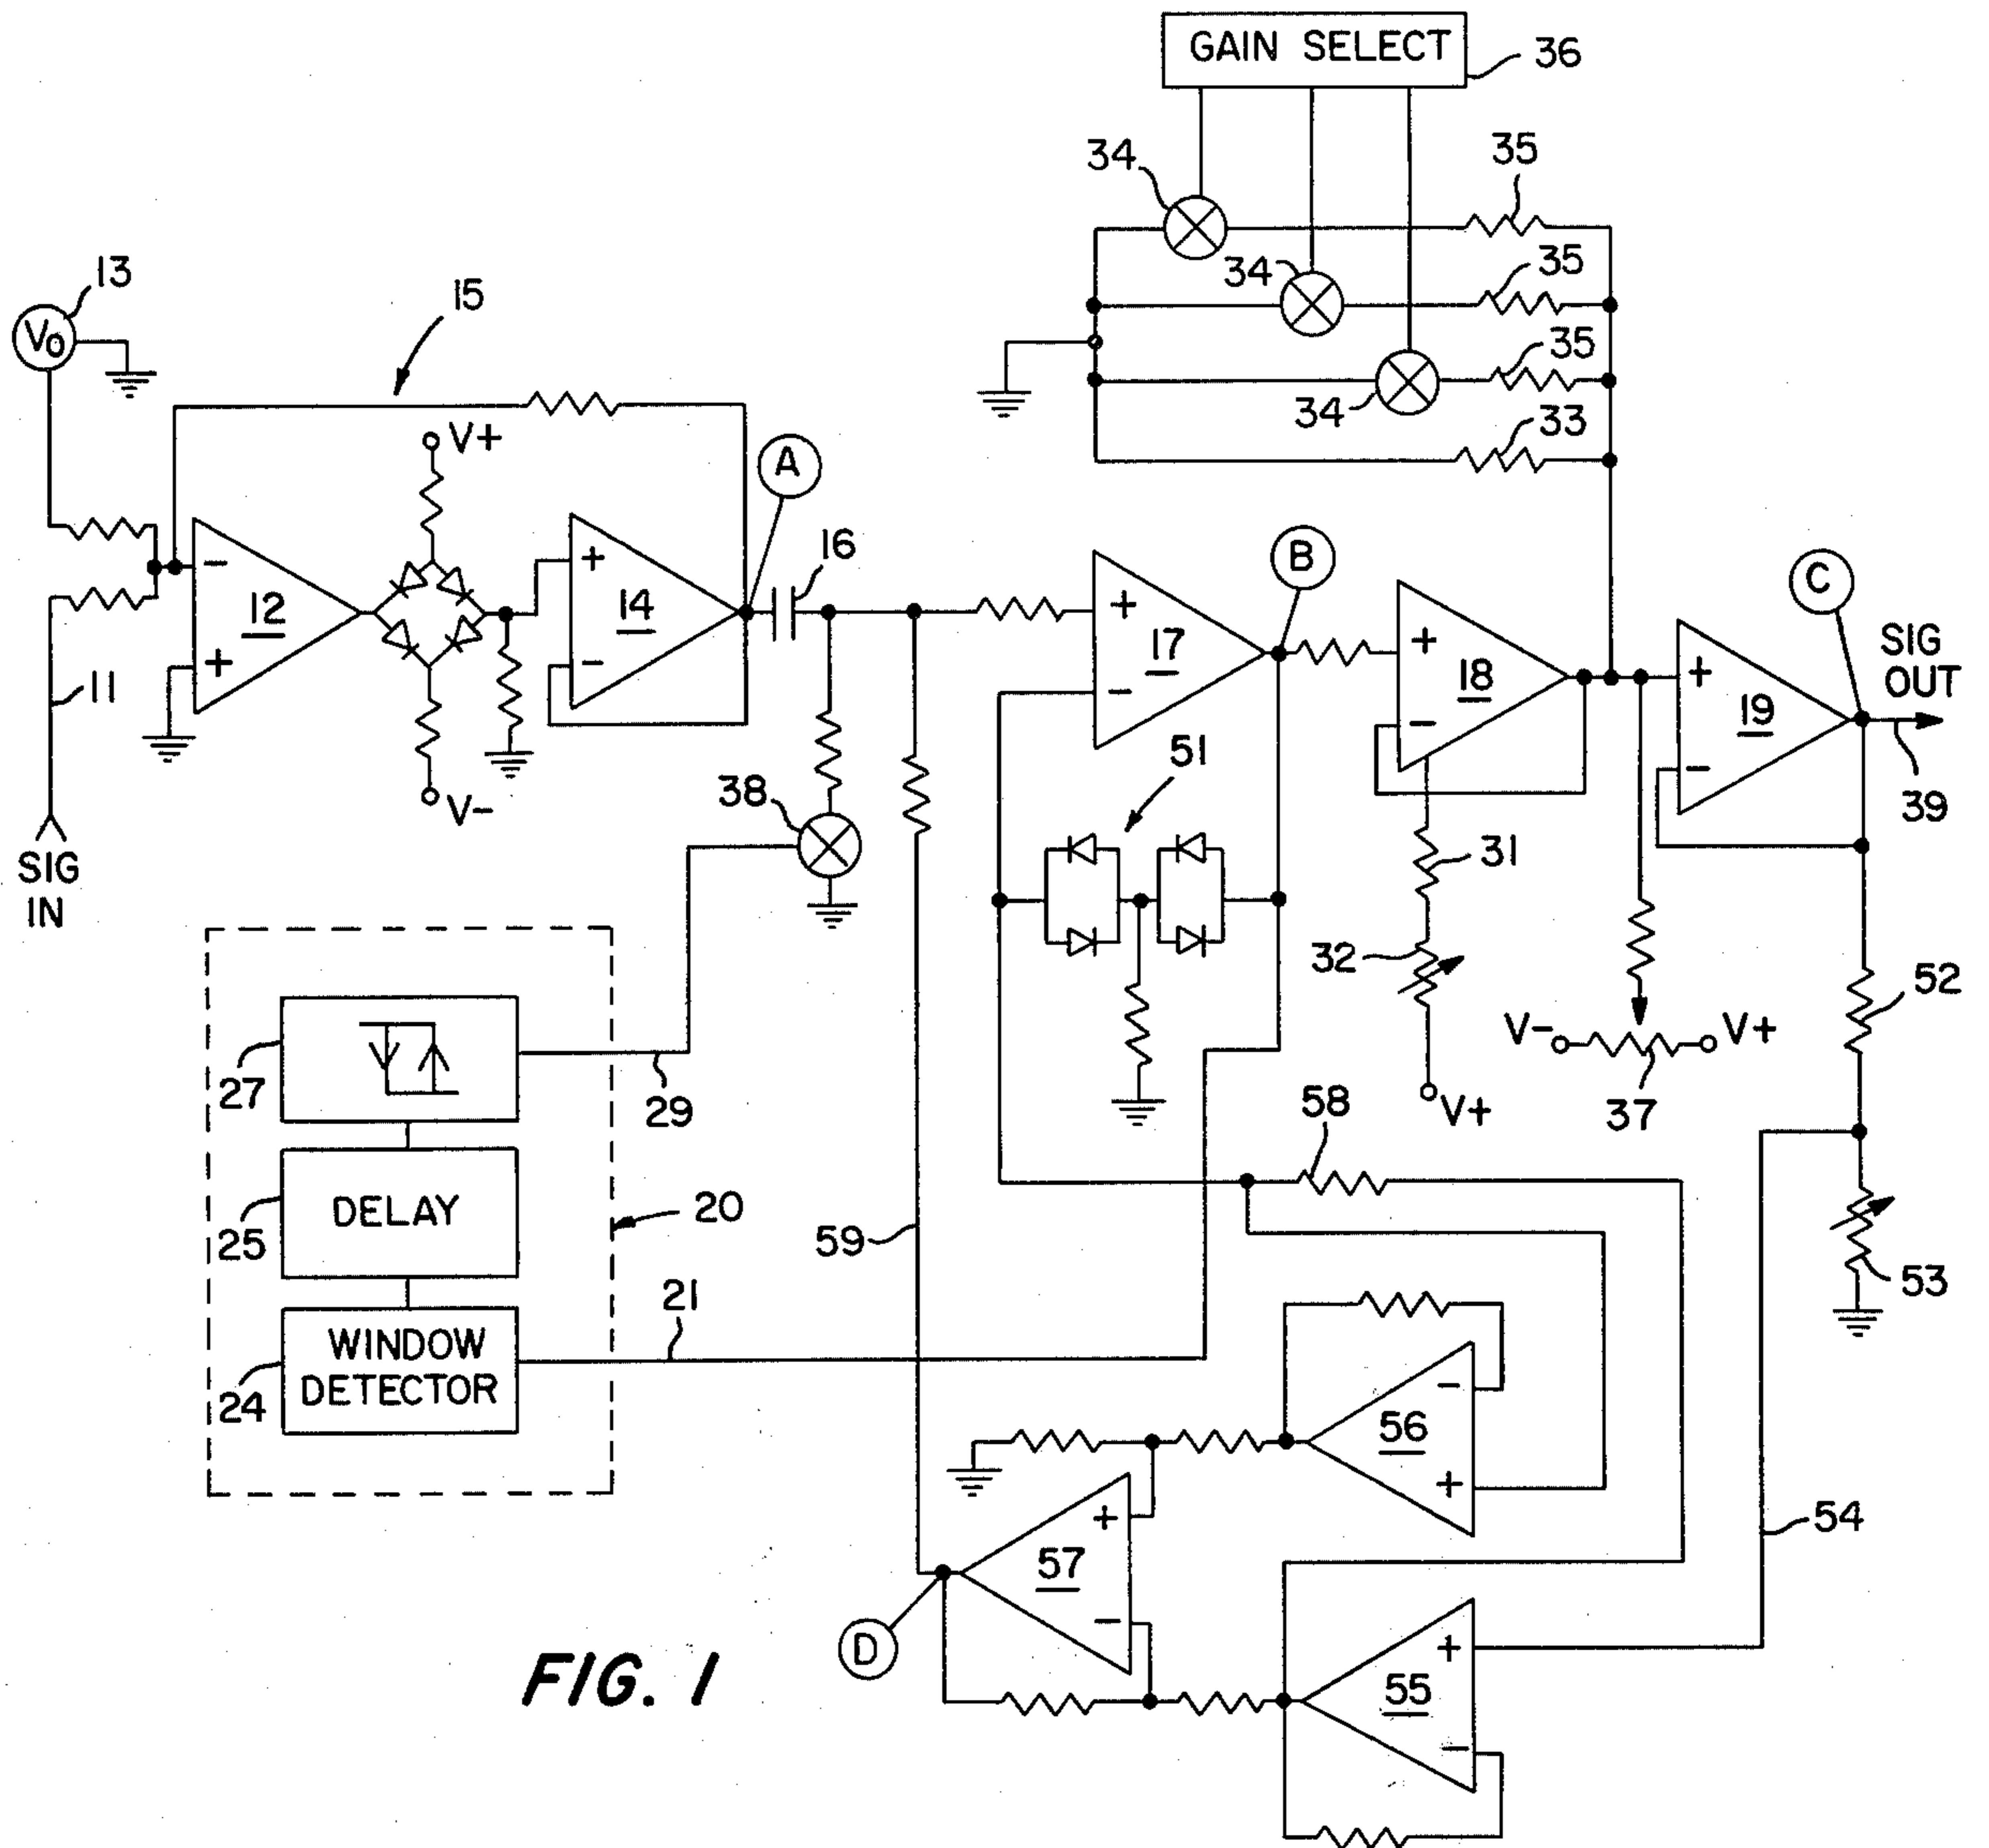 GAIN SELECT
36
34
35
13
V0
15
34
35
35
34
33
V+
A
16
B
C
−
12
+
+
14
−
+
17
−
+
18
−
+
19
−
SIG
OUT
11
51
39
V−
38
31
SIG
IN
32
52
V− V+
27
29
V+
58
37
DELAY
25
20
59
53
21
WINDOW
DETECTOR
24
−
56
+
+
57
−
54
D
FIG. 1
+
55
−